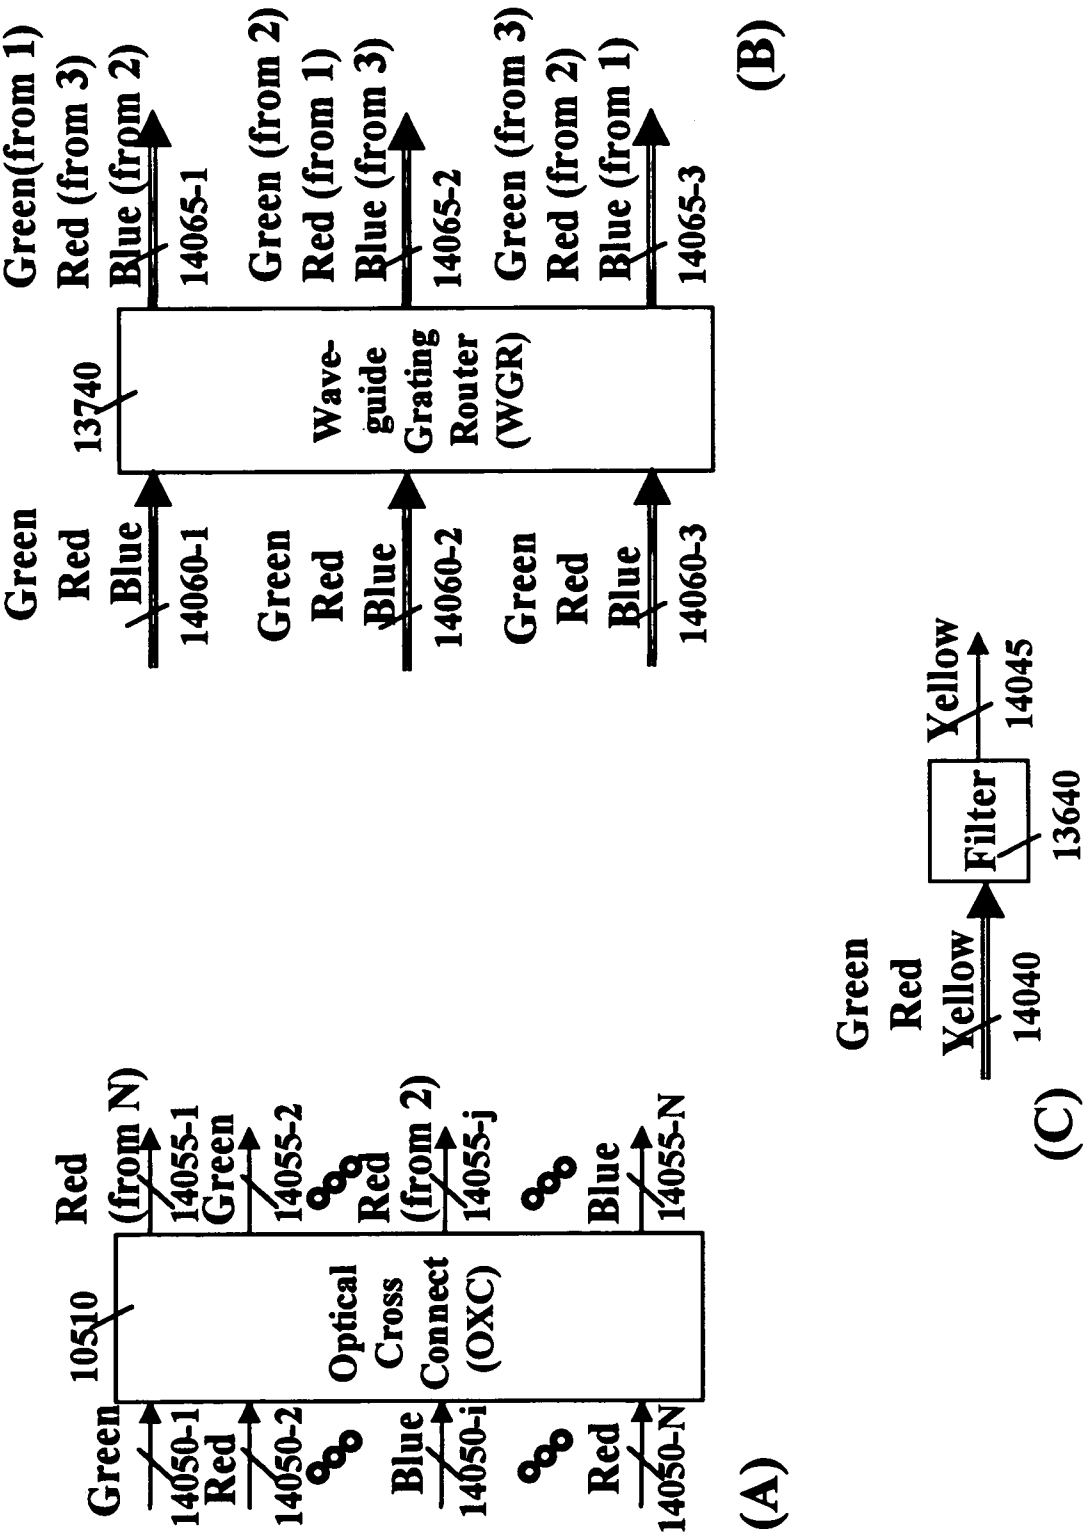 Green
14050-1
Red
14050-2
Blue
14050-i
Red
14050-N
10510
Optical
Cross
Connect
(OXC)
Red
(from N)
14055-1
Green
14055-2
Red
(from 2)
14055-j
Blue
14055-N
(A)
Green
Red
Blue
14060-1
Green
Red
Blue
14060-2
Green
Red
Blue
14060-3
13740
Wave-
guide
Grating
Router
(WGR)
Green(from 1)
Red (from 3)
Blue (from 2)
14065-1
Green (from 2)
Red (from 1)
Blue (from 3)
14065-2
Green (from 3)
Red (from 2)
Blue (from 1)
14065-3
(B)
Green
Red
Yellow
14040
Filter
13640
Yellow
14045
(C)